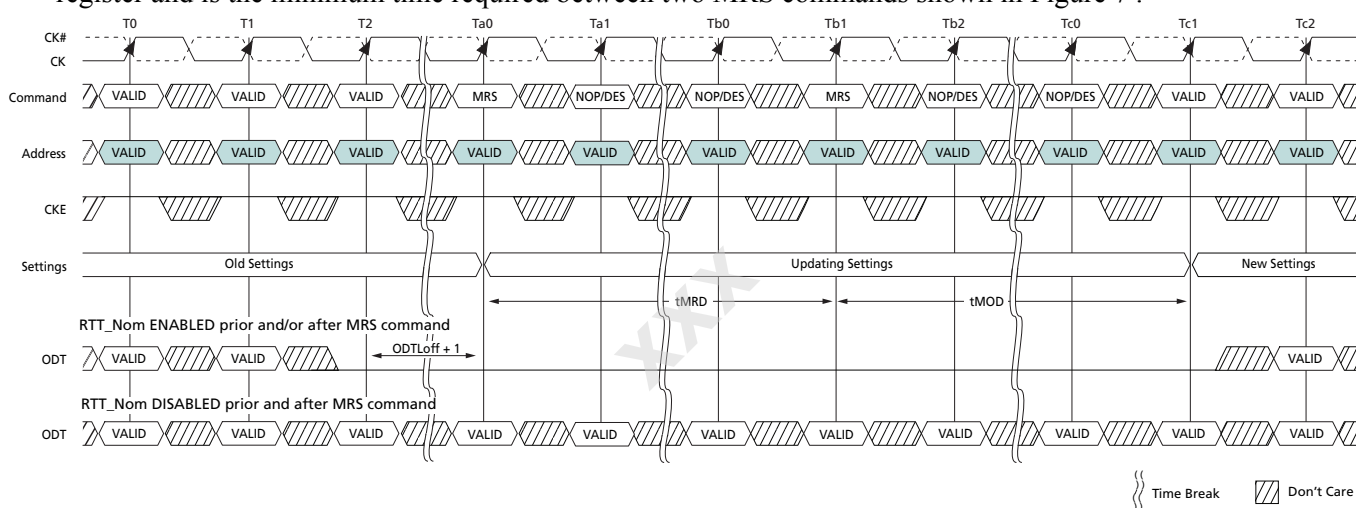 register and is the minimum time required between two MRS commands shown in Figure 7 .
T0 T1 T2 Ta0 Ta1 Tb0 Tb1 Tb2 Tc0 Tc1 Tc2
CK#
CK
Command VALID VALID VALID MRS NOP/DES NOP/DES MRS NOP/DES NOP/DES VALID VALID
Address VALID VALID VALID VALID VALID VALID VALID VALID VALID VALID VALID
CKE
Settings Old Settings Updating Settings New Settings
tMRD tMOD
RTT_Nom ENABLED prior and/or after MRS command
ODTLoff + 1
ODT VALID VALID VALID
RTT_Nom DISABLED prior and after MRS command
ODT VALID VALID VALID VALID VALID VALID VALID VALID VALID VALID VALID
XXX
Time Break Don't Care